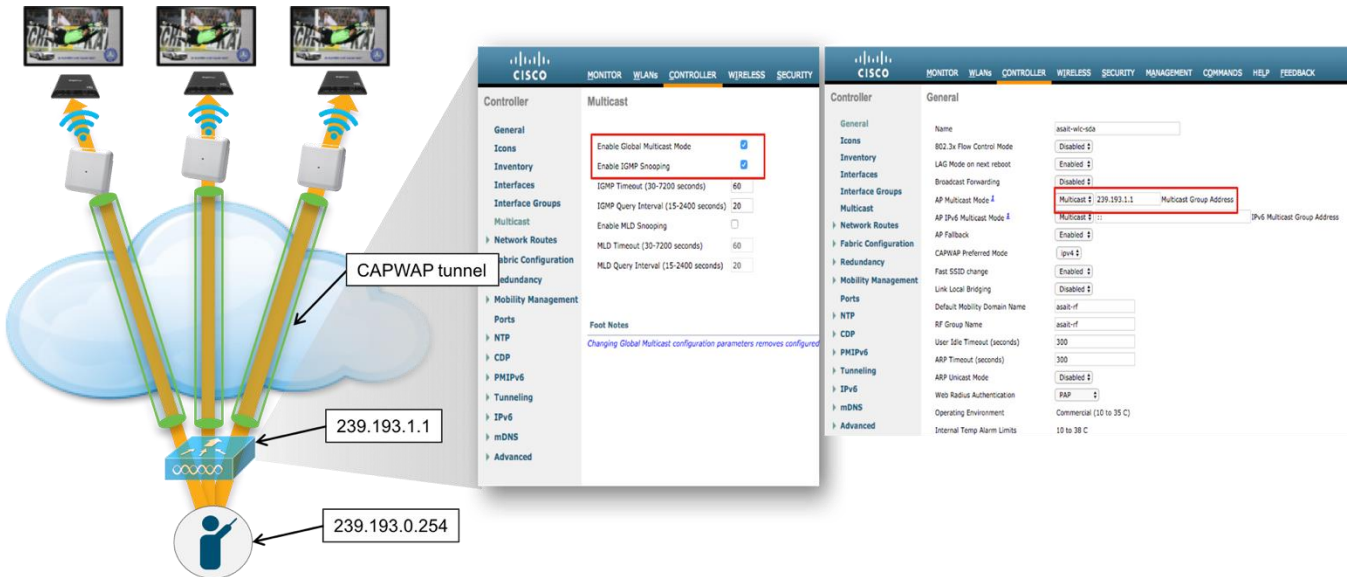 CAPWAP tunnel
239.193.1.1
239.193.0.254
CISCO
MONITOR WLANs CONTROLLER WIRELESS SECURITY
Controller
General
Icons
Inventory
Interfaces
Interface Groups
Multicast
Network Routes
abric Configuration
edundancy
Mobility Management
Ports
NTP
CDP
PMIPv6
Tunneling
IPv6
mDNS
Advanced
Multicast
Enable Global Multicast Mode
Enable IGMP Snooping
IGMP Timeout (30-7200 seconds) 60
IGMP Query Interval (15-2400 seconds) 20
Enable MLD Snooping
MLD Timeout (30-7200 seconds) 60
MLD Query Interval (15-2400 seconds) 20
Foot Notes
Changing Global Multicast configuration parameters removes configured
CISCO
MONITOR WLANs CONTROLLER WIRELESS SECURITY MANAGEMENT COMMANDS HELP FEEDBACK
Controller
General
Icons
Inventory
Interfaces
Interface Groups
Multicast
Network Routes
Fabric Configuration
Redundancy
Mobility Management
Ports
NTP
CDP
PMIPv6
Tunneling
IPv6
mDNS
Advanced
General
Name asait-wlc-sda
802.3x Flow Control Mode Disabled
LAG Mode on next reboot Enabled
Broadcast Forwarding Disabled
AP Multicast Mode 1 Multicast 239.193.1.1 Multicast Group Address
AP IPv6 Multicast Mode 1 Multicast :: IPv6 Multicast Group Address
AP Fallback Enabled
CAPWAP Preferred Mode ipv4
Fast SSID change Enabled
Link Local Bridging Disabled
Default Mobility Domain Name asait-rf
RF Group Name asait-rf
User Idle Timeout (seconds) 300
ARP Timeout (seconds) 300
ARP Unicast Mode Disabled
Web Radius Authentication PAP
Operating Environment Commercial (10 to 35 C)
Internal Temp Alarm Limits 10 to 38 C